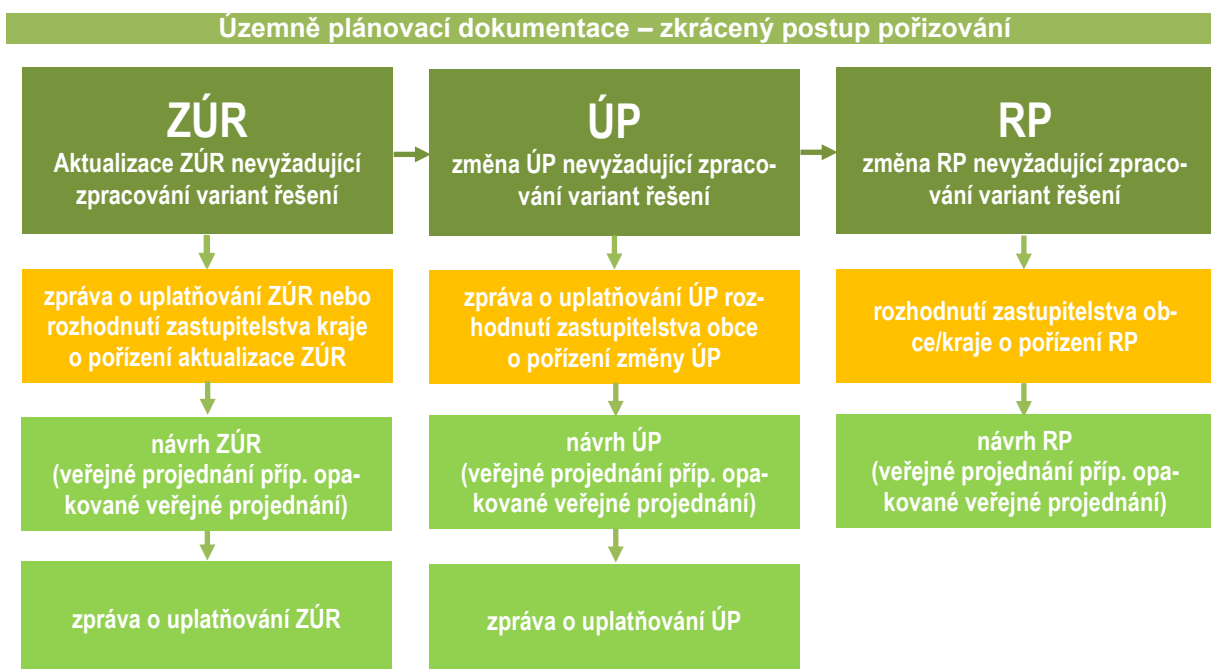 Územně plánovací dokumentace – zkrácený postup pořizování
ZÚR
Aktualizace ZÚR nevyžadující
zpracování variant řešení
ÚP
změna ÚP nevyžadující zpraco-
vání variant řešení
RP
změna RP nevyžadující zpraco-
vání variant řešení
zpráva o uplatňování ZÚR nebo
rozhodnutí zastupitelstva kraje
o pořízení aktualizace ZÚR
zpráva o uplatňování ÚP roz-
hodnutí zastupitelstva obce
o pořízení změny ÚP
rozhodnutí zastupitelstva ob-
ce/kraje o pořízení RP
návrh ZÚR
(veřejné projednání příp. opa-
kované veřejné projednání)
návrh ÚP
(veřejné projednání příp. opa-
kované veřejné projednání)
návrh RP
(veřejné projednání příp. opa-
kované veřejné projednání)
zpráva o uplatňování ZÚR
zpráva o uplatňování ÚP